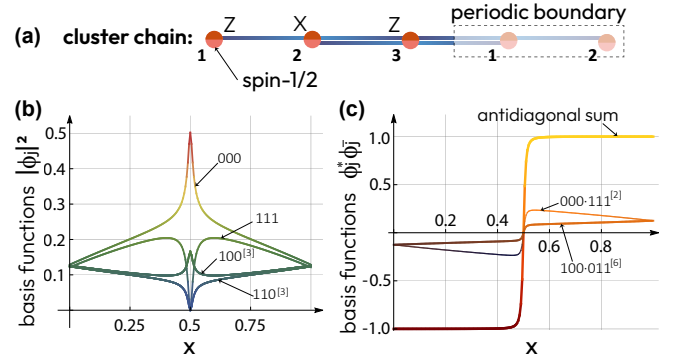 (a) cluster chain:
Z X Z
periodic boundary
1 2 3 1 2
spin-1/2
(b)
basis functions |ϕj|²
0.5
0.4
0.3
0.2
0.1
0.25 0.5 0.75
x
000
111
100[3]
110[3]
(c)
basis functions ϕ*jϕj̄
antidiagonal sum
1.0
0.5
-0.5
-1.0
0.2 0.4 0.6 0.8
x
000·111[2]
100·011[6]